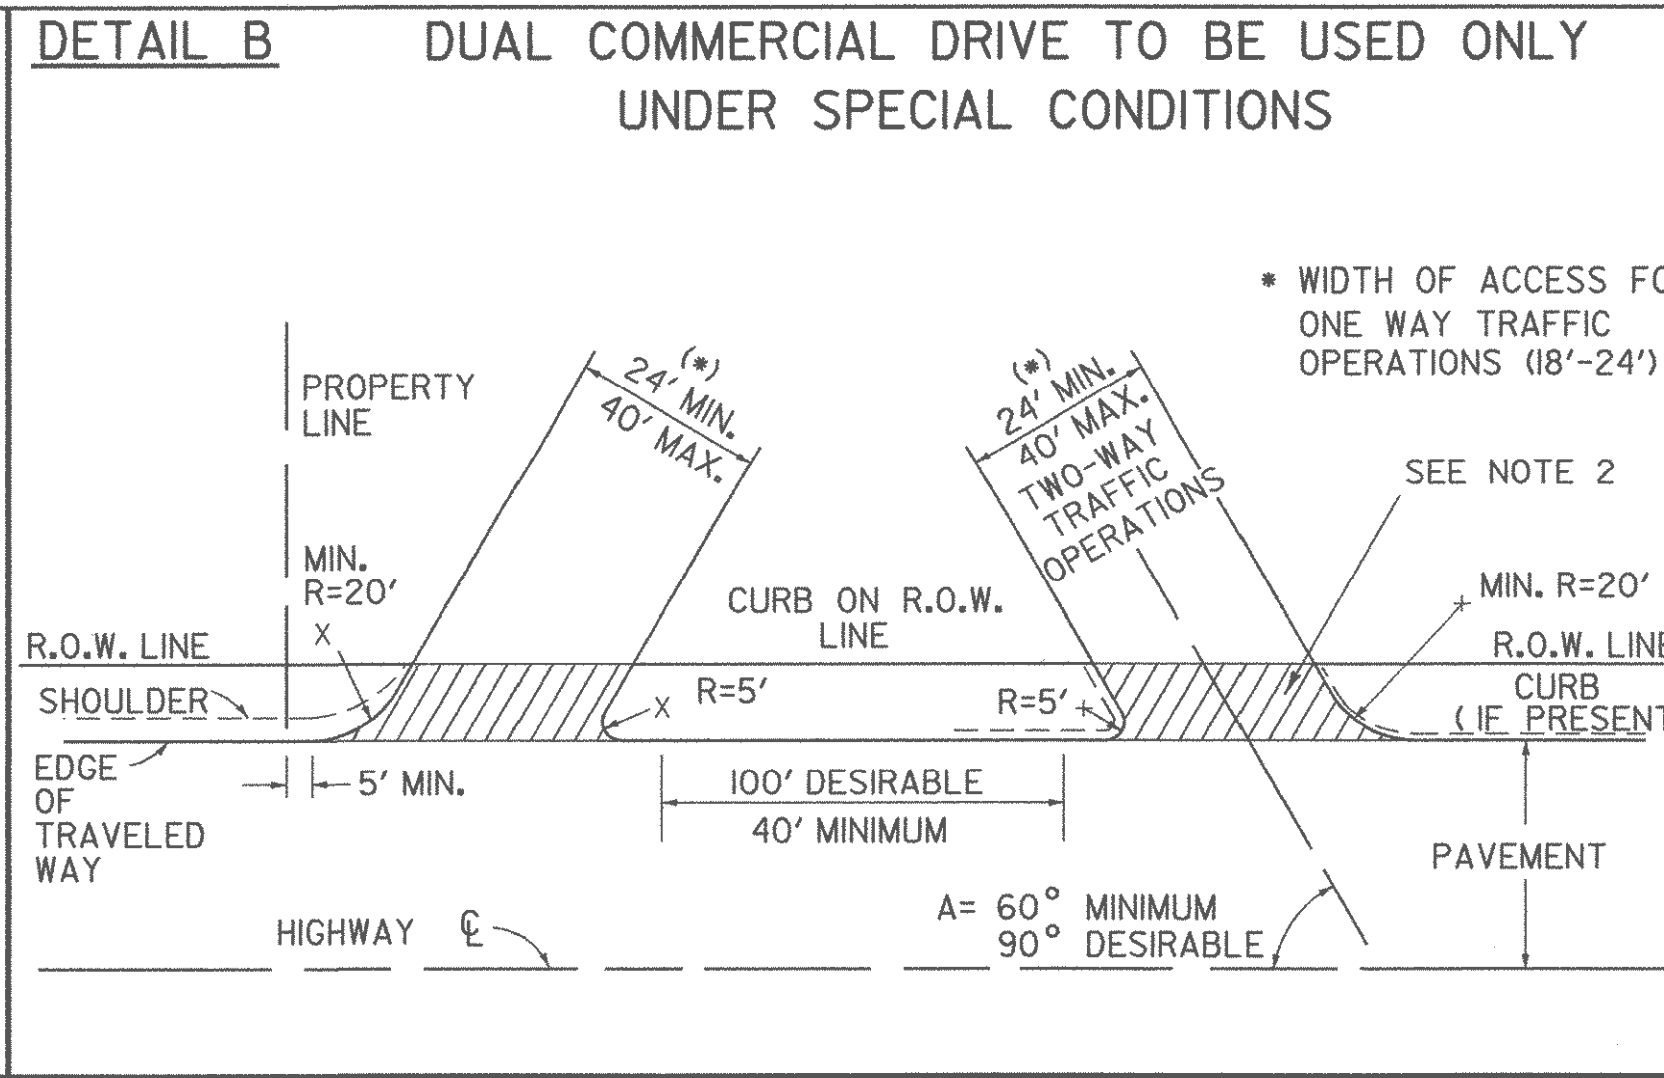 DETAIL B DUAL COMMERCIAL DRIVE TO BE USED ONLY
UNDER SPECIAL CONDITIONS
* WIDTH OF ACCESS FO
ONE WAY TRAFFIC
OPERATIONS (18'-24')
PROPERTY
LINE
(*)
24' MIN.
40' MAX.
(*)
24' MIN.
40' MAX.
TWO-WAY
TRAFFIC
OPERATIONS
SEE NOTE 2
MIN.
R=20'
CURB ON R.O.W.
LINE
MIN. R=20'
R.O.W. LINE
R.O.W. LINE
SHOULDER
R=5'
R=5'
CURB
(IF PRESENT
EDGE
OF
TRAVELED
WAY
5' MIN.
100' DESIRABLE
40' MINIMUM
PAVEMENT
A= 60° MINIMUM
90° DESIRABLE
HIGHWAY ℄